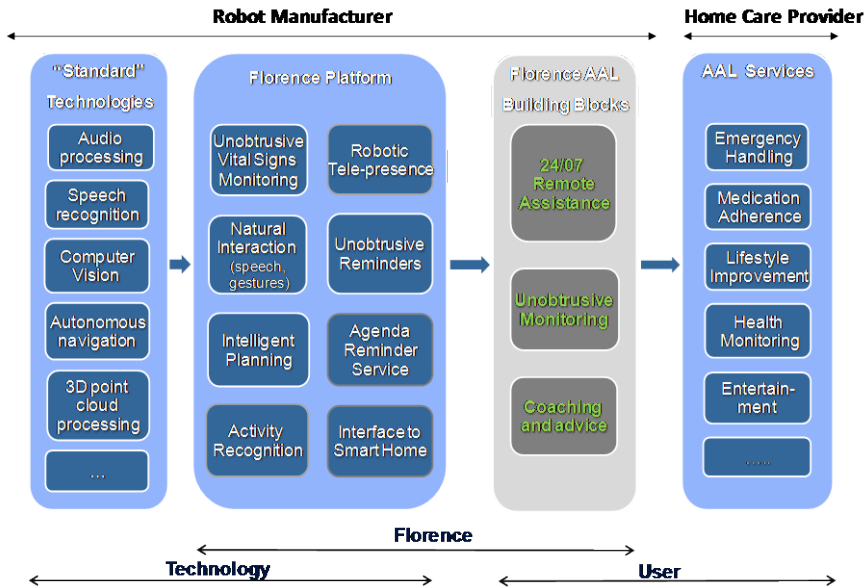 Robot Manufacturer
Home Care Provider
"Standard"
Technologies
Audio
processing
Speech
recognition
Computer
Vision
Autonomous
navigation
3D point
cloud
processing
...
Florence Platform
Unobtrusive
Vital Signs
Monitoring
Robotic
Tele-presence
Natural
Interaction
(speech,
gestures)
Unobtrusive
Reminders
Intelligent
Planning
Agenda
Reminder
Service
Activity
Recognition
Interface to
Smart Home
Florence/AAL
Building Blocks
24/07
Remote
Assistance
Unobtrusive
Monitoring
Coaching
and advice
AAL Services
Emergency
Handling
Medication
Adherence
Lifestyle
Improvement
Health
Monitoring
Entertain-
ment
.....
Florence
Technology
User